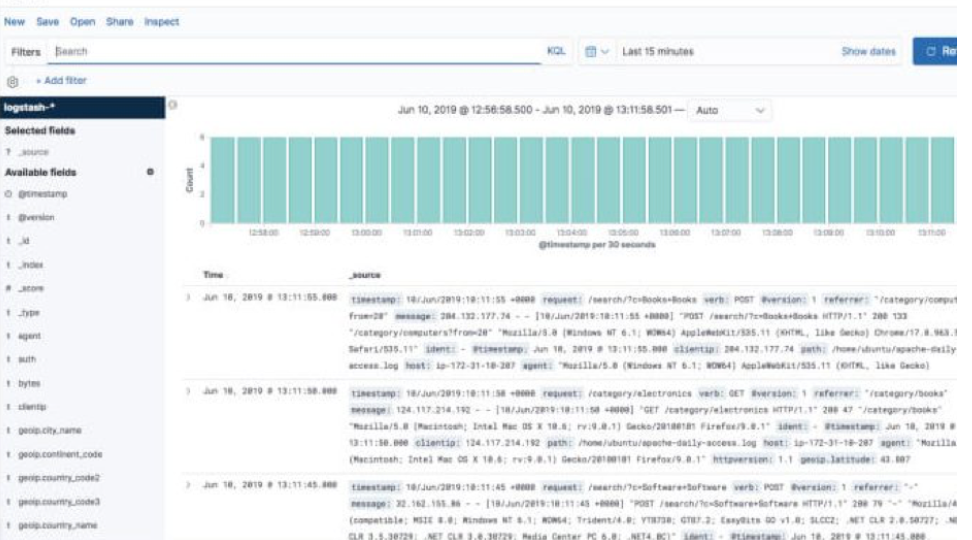 New Save Open Share Inspect
Filters Search KQL Last 15 minutes Show dates
+ Add filter
logstash-*
Jun 10, 2019 @ 12:56:58.500 - Jun 10, 2019 @ 13:11:58.501 — Auto
Selected fields
? _source
Available fields
@timestamp
t @version
t _id
t _index
# _score
t _type
t agent
t auth
t bytes
t clientip
t geoip.city_name
t geoip.continent_code
t geoip.country_code2
t geoip.country_code3
t geoip.country_name
Count
6
4
2
0
12:58:00 12:59:00 13:00:00 13:01:00 13:02:00 13:03:00 13:04:00 13:05:00 13:06:00 13:07:00 13:08:00 13:09:00 13:10:00 13:11:00
@timestamp per 30 seconds
Time _source
Jun 10, 2019 @ 13:11:55.000 timestamp: 10/Jun/2019:10:11:55 +0000 request: /search/?c=Books+Books verb: POST @version: 1 referrer: "/category/comput
from=20" message: 204.132.177.74 - - [10/Jun/2019:10:11:55 +0000] "POST /search/?c=Books+Books HTTP/1.1" 200 133
"/category/computers?from=20" "Mozilla/5.0 (Windows NT 6.1; WOW64) AppleWebKit/535.11 (KHTML, like Gecko) Chrome/17.0.963.
Safari/535.11" ident: - @timestamp: Jun 10, 2019 @ 13:11:55.000 clientip: 204.132.177.74 path: /home/ubuntu/apache-daily-
access.log host: ip-172-31-10-207 agent: "Mozilla/5.0 (Windows NT 6.1; WOW64) AppleWebKit/535.11 (KHTML, like Gecko)
Jun 10, 2019 @ 13:11:50.000 timestamp: 10/Jun/2019:10:11:50 +0000 request: /category/electronics verb: GET @version: 1 referrer: "/category/books"
message: 124.117.214.192 - - [10/Jun/2019:10:11:50 +0000] "GET /category/electronics HTTP/1.1" 200 47 "/category/books"
"Mozilla/5.0 (Macintosh; Intel Mac OS X 10.6; rv:9.0.1) Gecko/20100101 Firefox/9.0.1" ident: - @timestamp: Jun 10, 2019 @
13:11:50.000 clientip: 124.117.214.192 path: /home/ubuntu/apache-daily-access.log host: ip-172-31-10-207 agent: "Mozilla
(Macintosh; Intel Mac OS X 10.6; rv:9.0.1) Gecko/20100101 Firefox/9.0.1" httpversion: 1.1 geoip.latitude: 43.807
Jun 10, 2019 @ 13:11:45.000 timestamp: 10/Jun/2019:10:11:45 +0000 request: /search/?c=Software+Software verb: POST @version: 1 referrer: "-"
message: 32.162.155.86 - - [10/Jun/2019:10:11:45 +0000] "POST /search/?c=Software+Software HTTP/1.1" 200 79 "-" "Mozilla/4
(compatible; MSIE 8.0; Windows NT 6.1; WOW64; Trident/4.0; YTB730; GTB7.2; EasyBits GO v1.0; SLCC2; .NET CLR 2.0.50727; .NE
CLR 3.5.30729; .NET CLR 3.0.30729; Media Center PC 6.0; .NET4.0C)" ident: - @timestamp: Jun 10, 2019 @ 13:11:45.000